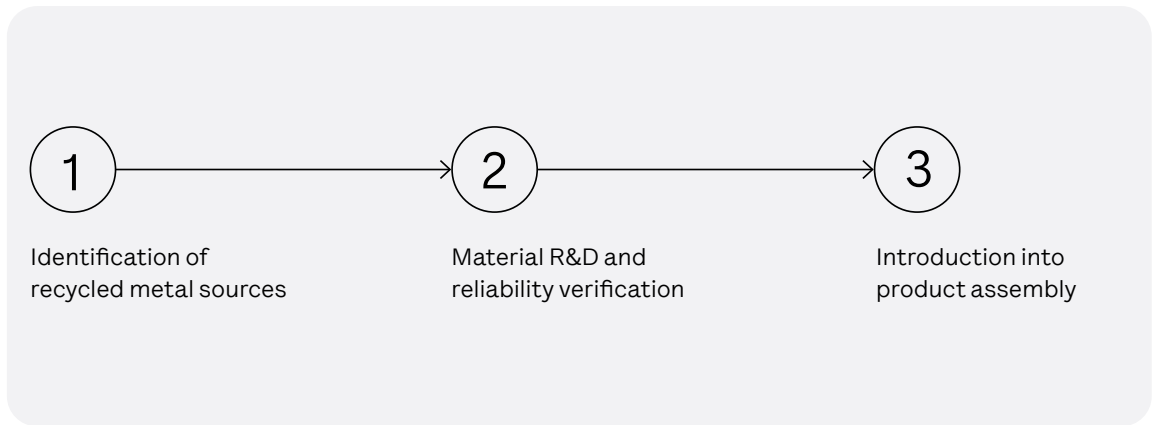 1
2
3
Identification of
recycled metal sources
Material R&D and
reliability verification
Introduction into
product assembly